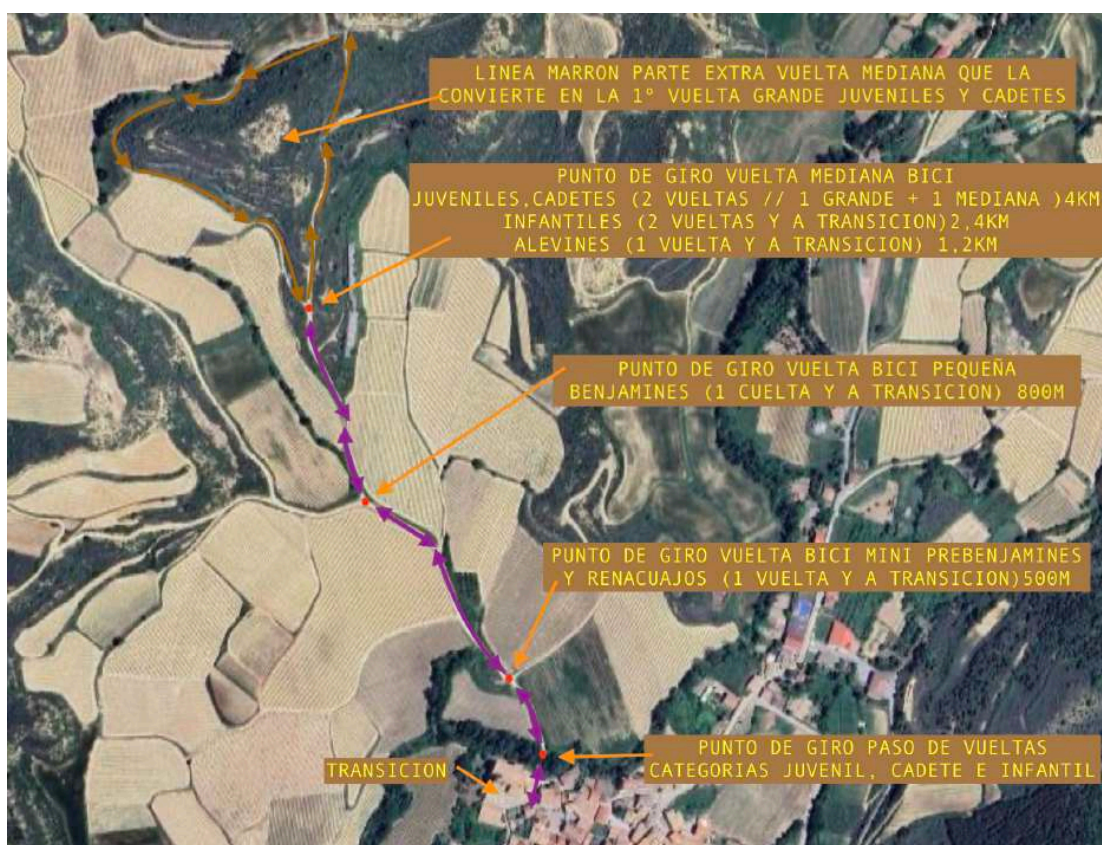 LINEA MARRON PARTE EXTRA VUELTA MEDIANA QUE LA
CONVIERTE EN LA 1º VUELTA GRANDE JUVENILES Y CADETES
PUNTO DE GIRO VUELTA MEDIANA BICI
JUVENILES,CADETES (2 VUELTAS // 1 GRANDE + 1 MEDIANA )4KM
INFANTILES (2 VUELTAS Y A TRANSICION)2,4KM
ALEVINES (1 VUELTA Y A TRANSICION) 1,2KM
PUNTO DE GIRO VUELTA BICI PEQUEÑA
BENJAMINES (1 CUELTA Y A TRANSICION) 800M
PUNTO DE GIRO VUELTA BICI MINI PREBENJAMINES
Y RENACUAJOS (1 VUELTA Y A TRANSICION)500M
PUNTO DE GIRO PASO DE VUELTAS
CATEGORIAS JUVENIL, CADETE E INFANTIL
TRANSICION